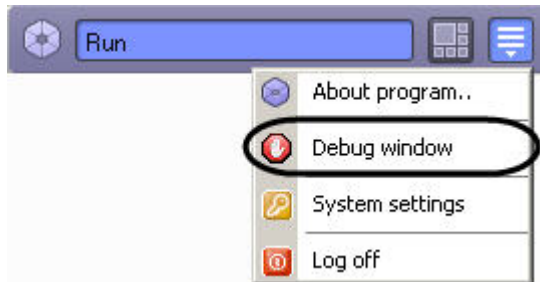 Run
About program..
Debug window
System settings
Log off